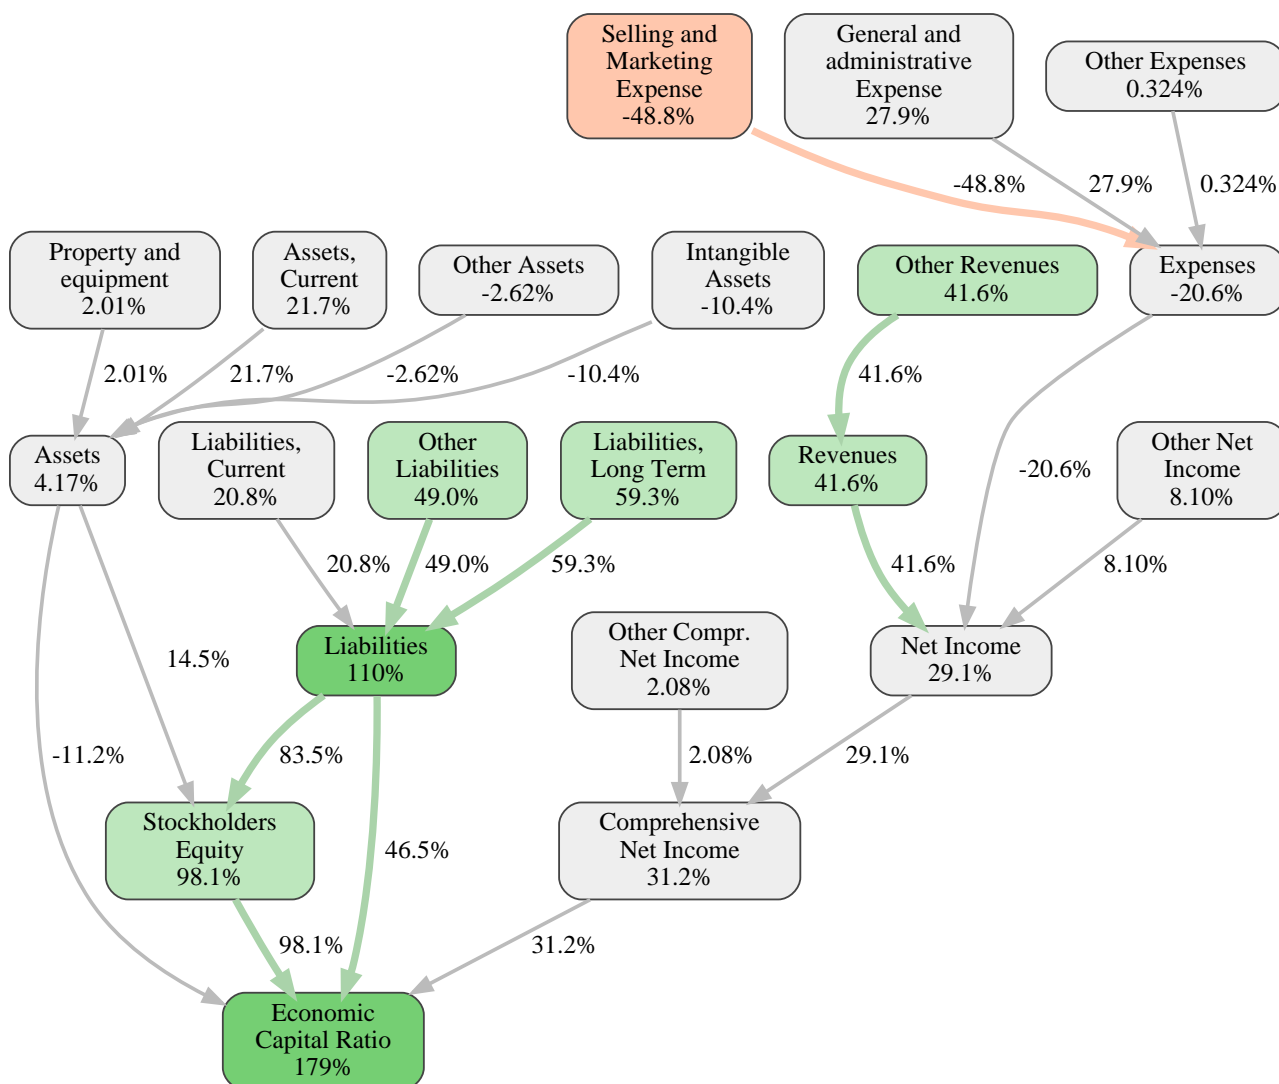 Selling and
Marketing
Expense
-48.8%
General and
administrative
Expense
27.9%
Other Expenses
0.324%
-48.8%
27.9%
0.324%
Property and
equipment
2.01%
Assets,
Current
21.7%
Other Assets
-2.62%
Intangible
Assets
-10.4%
Other Revenues
41.6%
Expenses
-20.6%
2.01%
21.7%
-2.62%
-10.4%
41.6%
Assets
4.17%
Liabilities,
Current
20.8%
Other
Liabilities
49.0%
Liabilities,
Long Term
59.3%
Revenues
41.6%
-20.6%
Other Net
Income
8.10%
20.8%
49.0%
59.3%
41.6%
8.10%
14.5%
Liabilities
110%
Other Compr.
Net Income
2.08%
Net Income
29.1%
-11.2%
83.5%
2.08%
29.1%
Stockholders
Equity
98.1%
46.5%
Comprehensive
Net Income
31.2%
98.1%
31.2%
Economic
Capital Ratio
179%